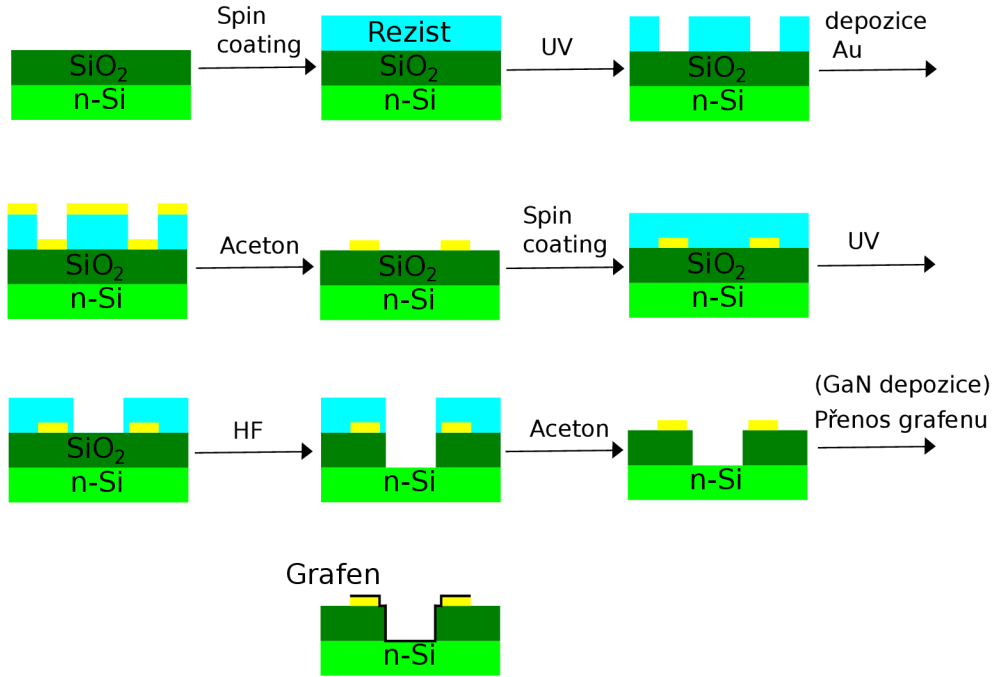 Spin
coating
Rezist
UV
depozice
Au
SiO₂
n-Si
SiO₂
n-Si
SiO₂
n-Si
Aceton
Spin
coating
UV
SiO₂
n-Si
SiO₂
n-Si
SiO₂
n-Si
HF
Aceton
(GaN depozice)
Přenos grafenu
SiO₂
n-Si
n-Si
n-Si
Grafen
n-Si